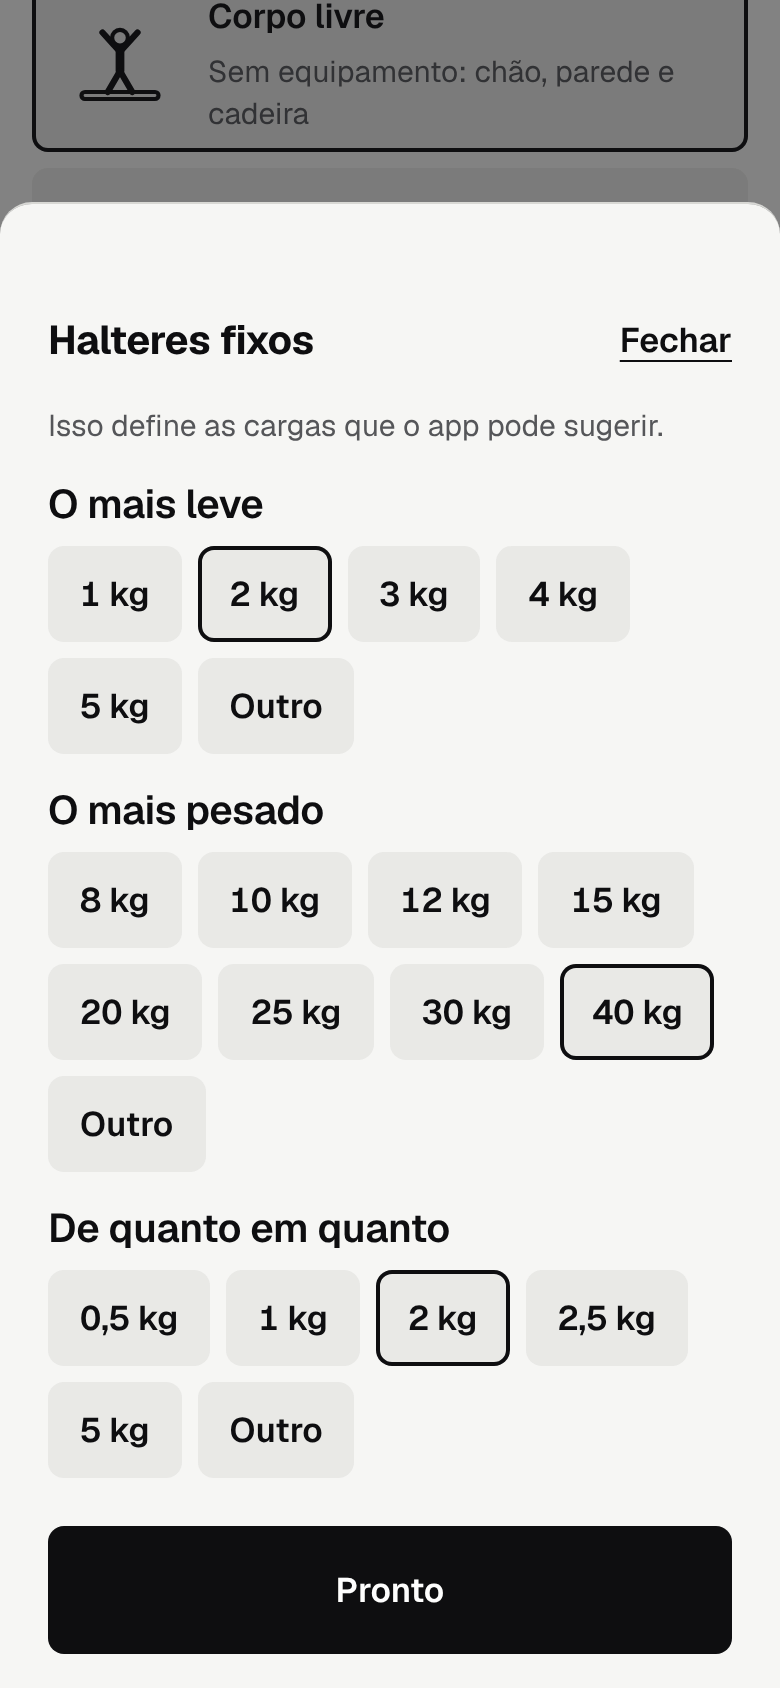 Corpo livre
Sem equipamento: chão, parede e
cadeira
Halteres fixos
Fechar
Isso define as cargas que o app pode sugerir.
O mais leve
1 kg
2 kg
3 kg
4 kg
5 kg
Outro
O mais pesado
8 kg
10 kg
12 kg
15 kg
20 kg
25 kg
30 kg
40 kg
Outro
De quanto em quanto
0,5 kg
1 kg
2 kg
2,5 kg
5 kg
Outro
Pronto